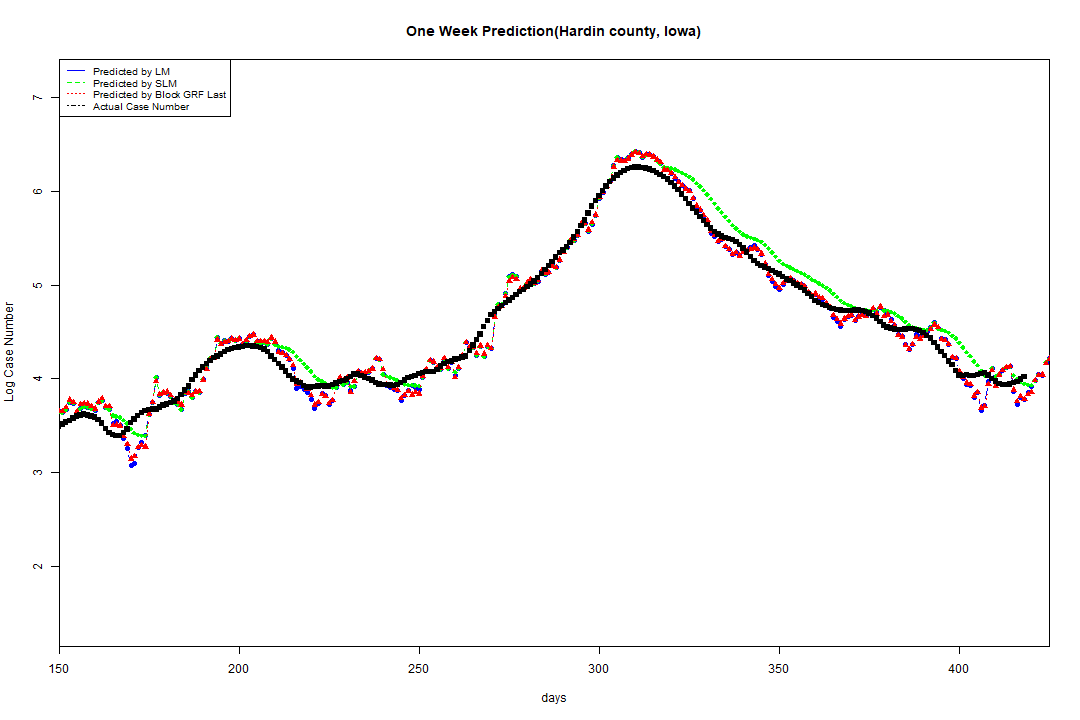 One Week Prediction(Hardin county, Iowa)
Predicted by LM
Predicted by SLM
Predicted by Block GRF Last
Actual Case Number
7
6
5
4
3
2
Log Case Number
150 200 250 300 350 400
days